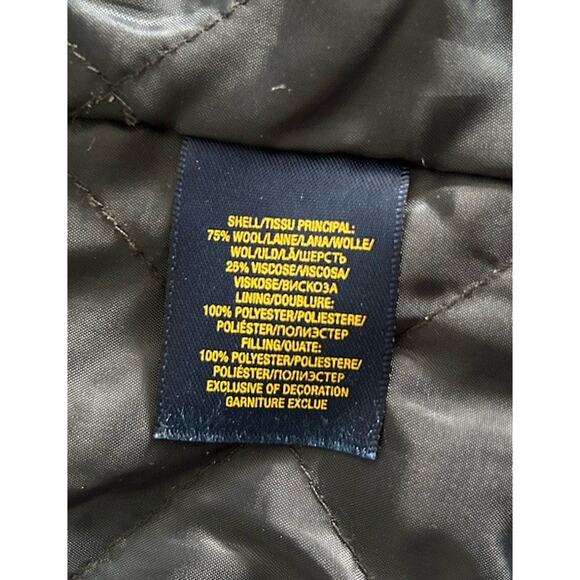 SHELL/TISSU PRINCIPAL:
75% WOOL/LAINE/LANA/WOLLE/
WOL/ULD/LÃ/ШЕРСТЬ
25% VISCOSE/VISCOSA/
VISKOSE/ВИСКОЗА
LINING/DOUBLURE:
100% POLYESTER/POLIESTERE/
POLIÉSTER/ПОЛИЭСТЕР
FILLING/OUATE:
100% POLYESTER/POLIESTERE/
POLIÉSTER/ПОЛИЭСТЕР
EXCLUSIVE OF DECORATION
GARNITURE EXCLUE